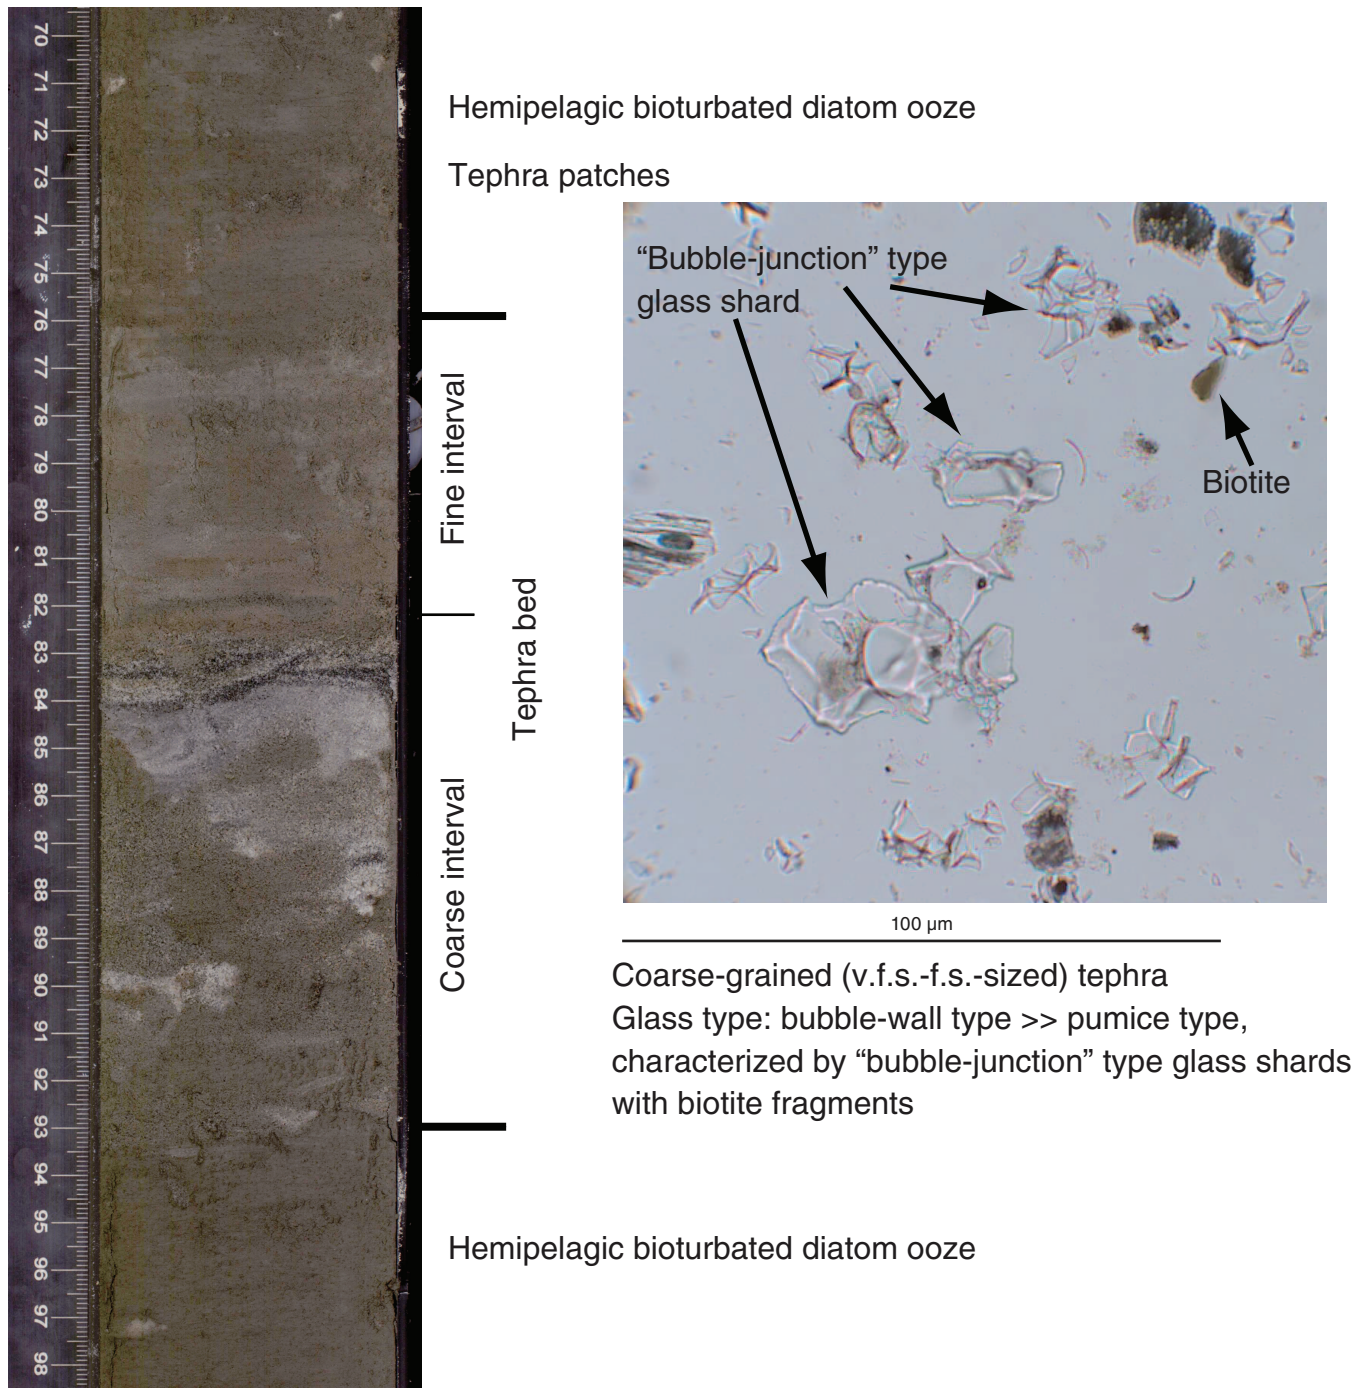 70
71
72
73
74
75
76
77
78
79
80
81
82
83
84
85
86
87
88
89
90
91
92
93
94
95
96
97
98
Hemipelagic bioturbated diatom ooze
Tephra patches
Fine interval
Tephra bed
Coarse interval
Hemipelagic bioturbated diatom ooze
“Bubble-junction” type
glass shard
Biotite
100 µm
Coarse-grained (v.f.s.-f.s.-sized) tephra
Glass type: bubble-wall type >> pumice type,
characterized by “bubble-junction” type glass shards
with biotite fragments